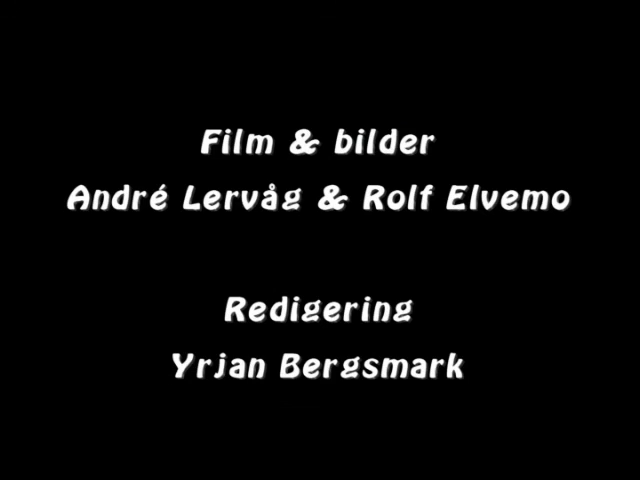 Film & bilder
André Lervåg & Rolf Elvemo
Redigering
Yrjan Bergsmark